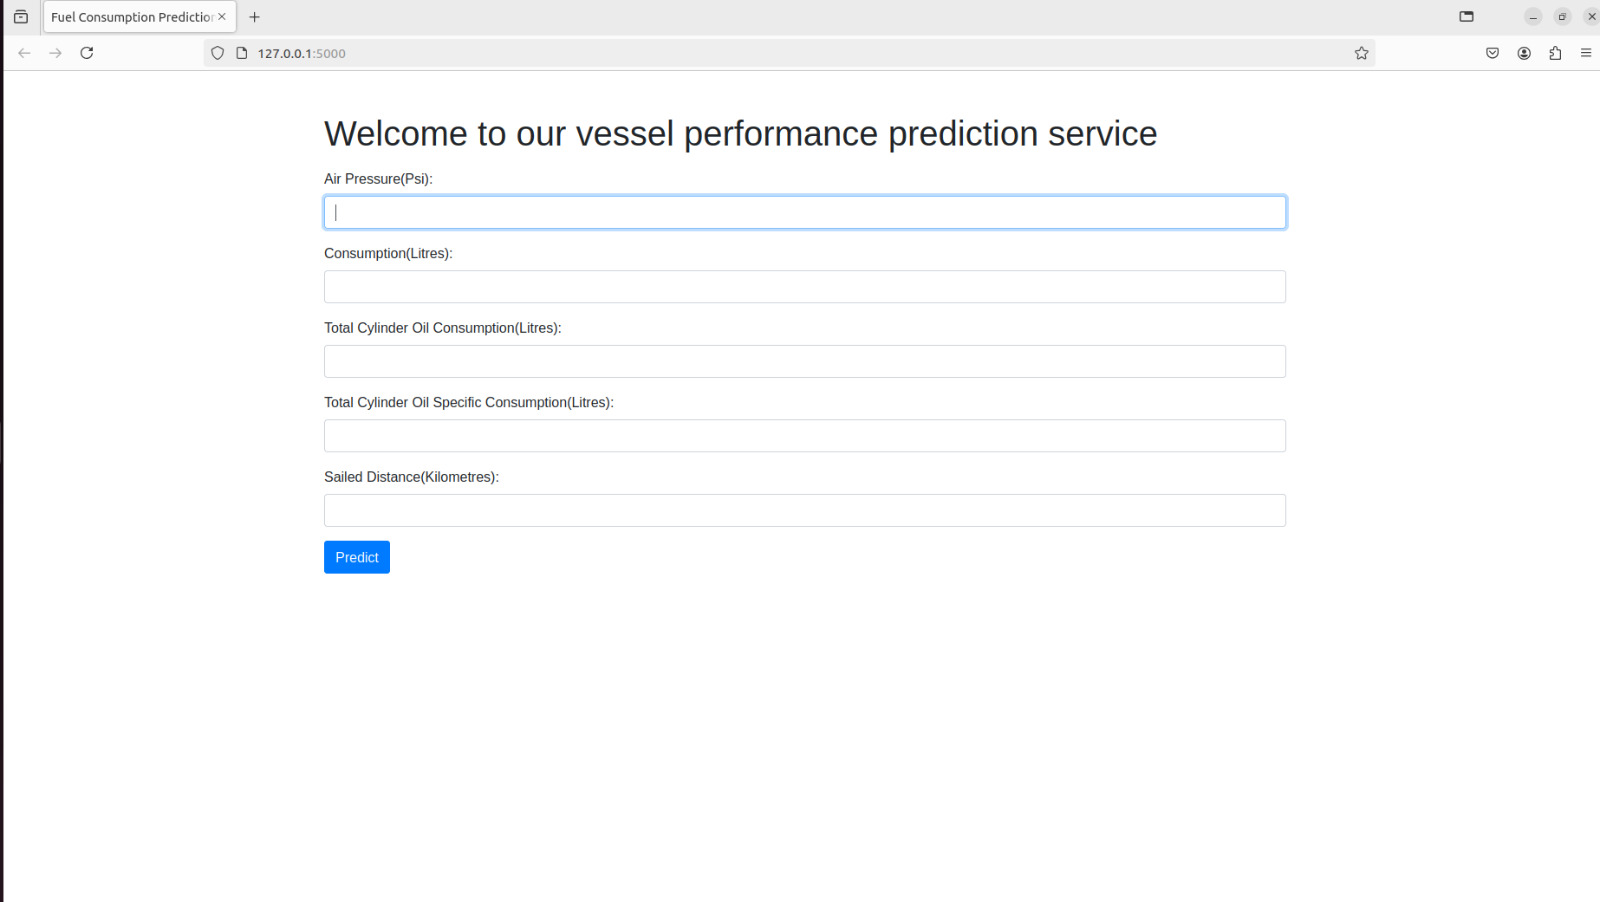 Fuel Consumption Prediction
127.0.0.1:5000
Welcome to our vessel performance prediction service
Air Pressure(Psi):
Consumption(Litres):
Total Cylinder Oil Consumption(Litres):
Total Cylinder Oil Specific Consumption(Litres):
Sailed Distance(Kilometres):
Predict